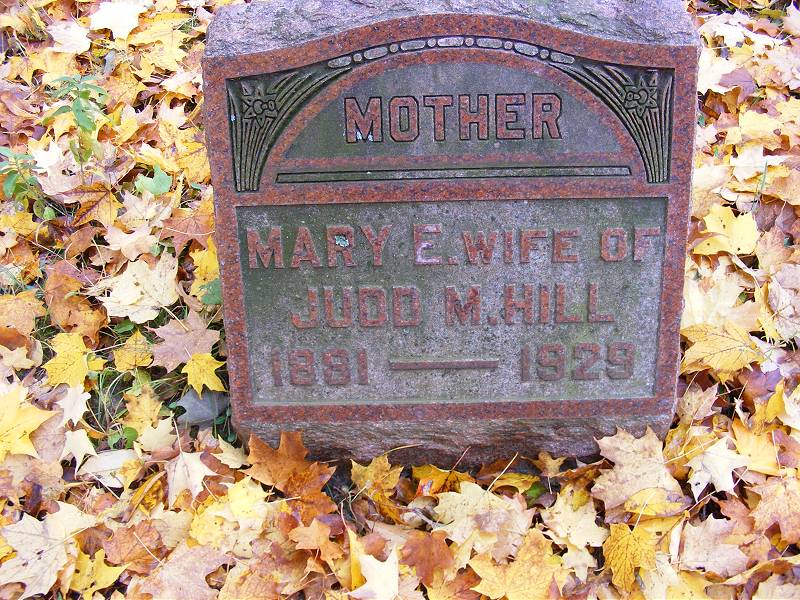 MOTHER
MARY E. WIFE OF
JUDD M. HILL
1881 — 1929